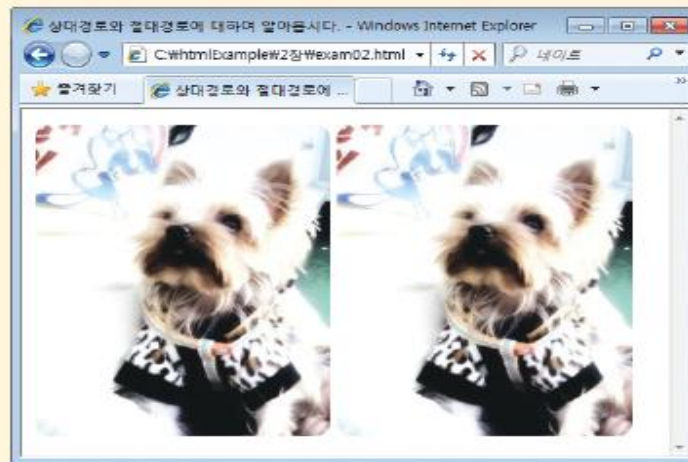 상대경로와 절대경로에 대하여 알아봅시다. - Windows Internet Explorer
C:₩htmlExample₩2장₩exam02.html 네이트
즐겨찾기 상대경로와 절대경로에 ...